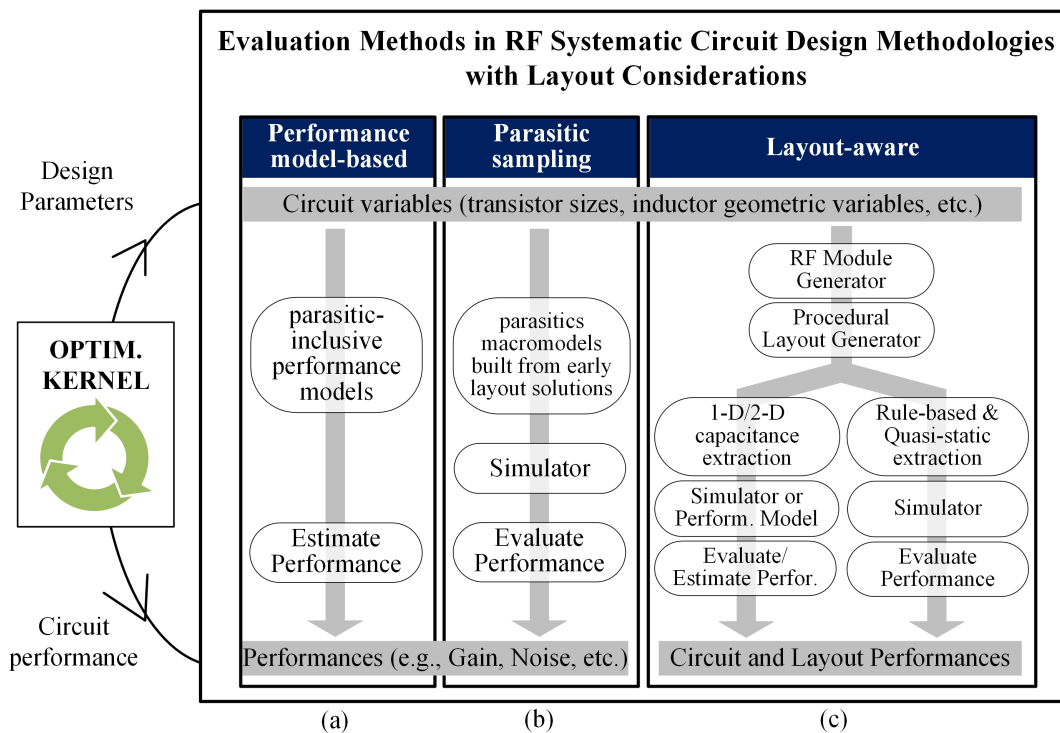 Evaluation Methods in RF Systematic Circuit Design Methodologies
with Layout Considerations
Performance
model-based
Parasitic
sampling
Layout-aware
Design
Parameters
Circuit variables (transistor sizes, inductor geometric variables, etc.)
RF Module
Generator
Procedural
Layout Generator
parasitic-
inclusive
performance
models
parasitics
macromodels
built from early
layout solutions
OPTIM.
KERNEL
1-D/2-D
capacitance
extraction
Rule-based &
Quasi-static
extraction
Simulator
Simulator or
Perform. Model
Simulator
Estimate
Performance
Evaluate
Performance
Evaluate/
Estimate Perfor.
Evaluate
Performance
Circuit
performance
Performances (e.g., Gain, Noise, etc.)
Circuit and Layout Performances
(a)
(b)
(c)